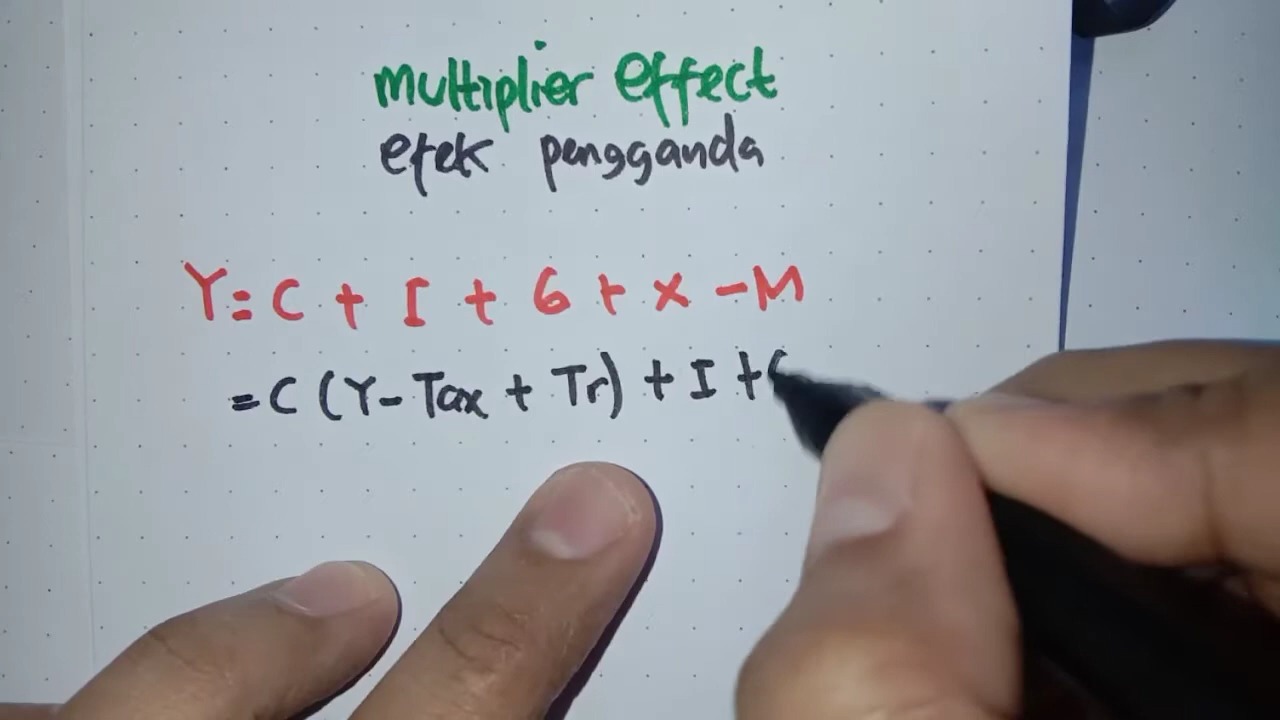 Multiplier Effect
efek pengganda
Y = C + I + G + X - M
= C (Y - Tax + Tr) + I +